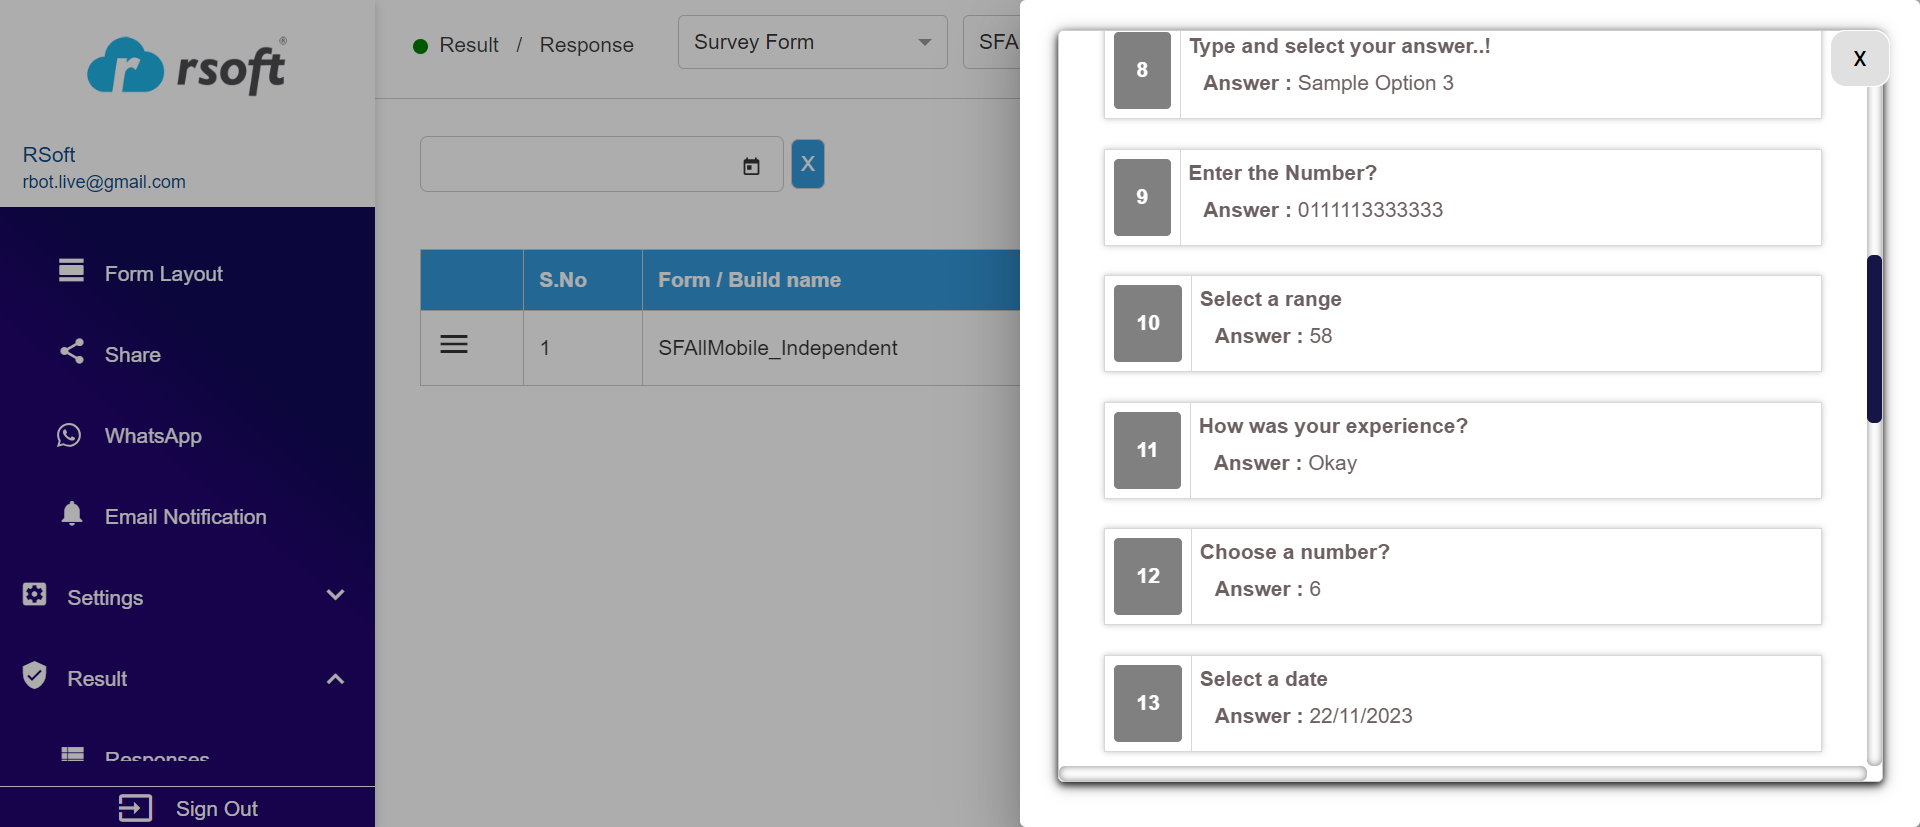 rsoft®
RSoft
rbot.live@gmail.com
Form Layout
Share
WhatsApp
Email Notification
Settings
Result
Responses
Sign Out
Result / Response
Survey Form
SFA
X
S.No Form / Build name
1 SFAllMobile_Independent
X
8 Type and select your answer..!
Answer : Sample Option 3
9 Enter the Number?
Answer : 0111113333333
10 Select a range
Answer : 58
11 How was your experience?
Answer : Okay
12 Choose a number?
Answer : 6
13 Select a date
Answer : 22/11/2023